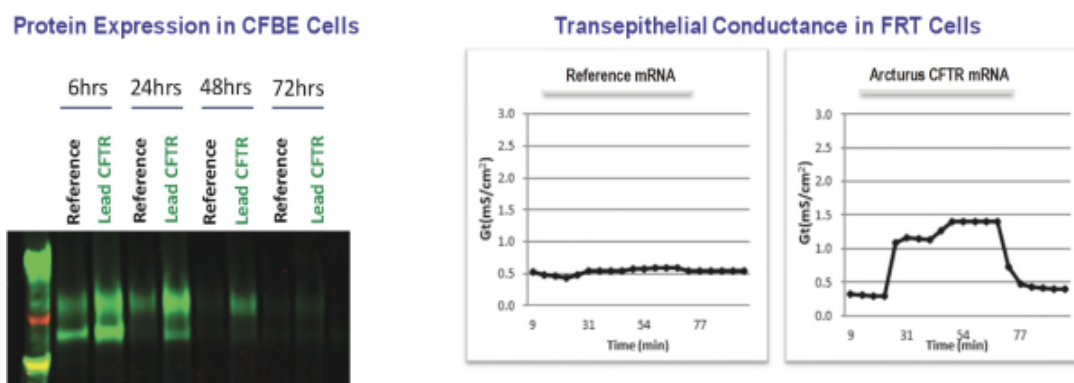 Protein Expression in CFBE Cells
6hrs 24hrs 48hrs 72hrs
Reference
Lead CFTR
Reference
Lead CFTR
Reference
Lead CFTR
Reference
Lead CFTR
Transepithelial Conductance in FRT Cells
Reference mRNA
Gt(mS/cm²)
3.0
2.5
2.0
1.5
1.0
0.5
0.0
9 31 54 77
Time (min)
Arcturus CFTR mRNA
Gt(mS/cm²)
3.0
2.5
2.0
1.5
1.0
0.5
0.0
9 31 54 77
Time (min)